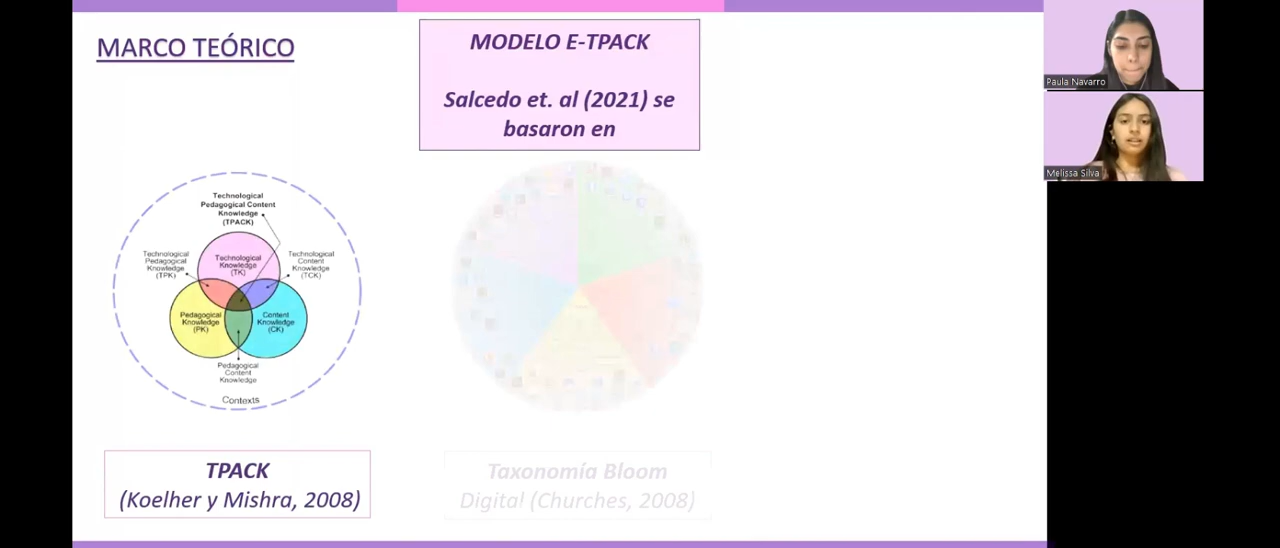 MARCO TEÓRICO
MODELO E-TPACK
Salcedo et. al (2021) se
basaron en
Technological
Pedagogical Content
Knowledge
(TPACK)
Technological
Pedagogical
Knowledge
(TPK)
Technological
Knowledge
(TK)
Technological
Content
Knowledge
(TCK)
Pedagogical
Knowledge
(PK)
Content
Knowledge
(CK)
Pedagogical
Content
Knowledge
Contexts
TPACK
(Koelher y Mishra, 2008)
Taxonomía Bloom
Digital (Churches, 2008)
Paula Navarro
Melissa Silva